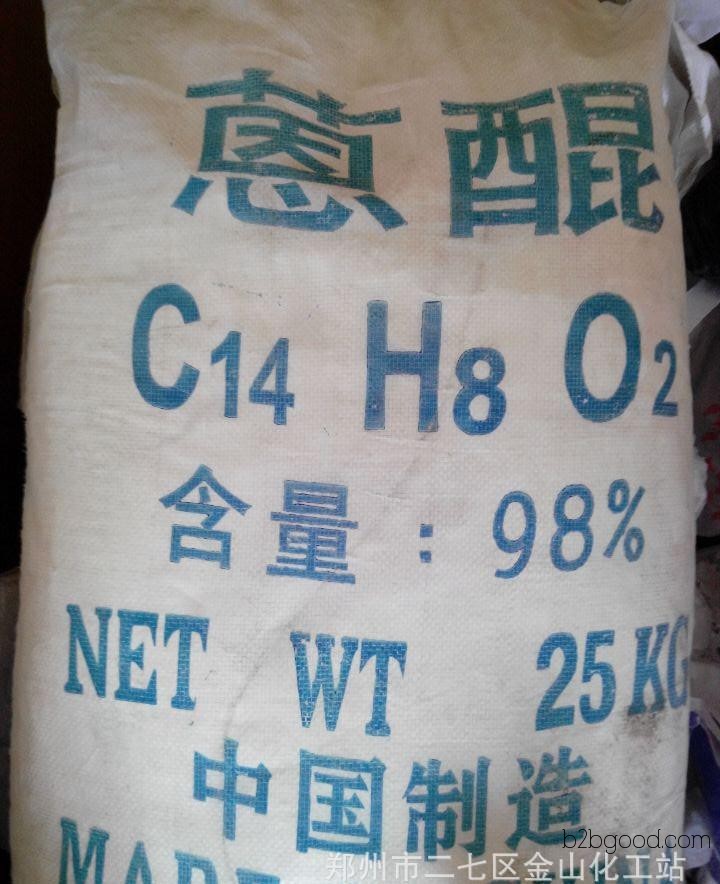 蒽醌
C14 H8 O2
含量：98%
NET WT 25KG
中国制造
MADE
b2bgood.com
郑州市二七区金山化工站